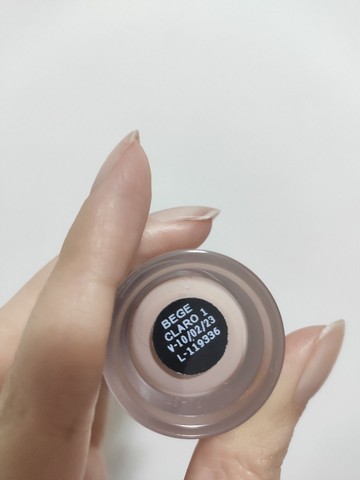 BEGE
CLARO 1
V-10/02/23
L-119336